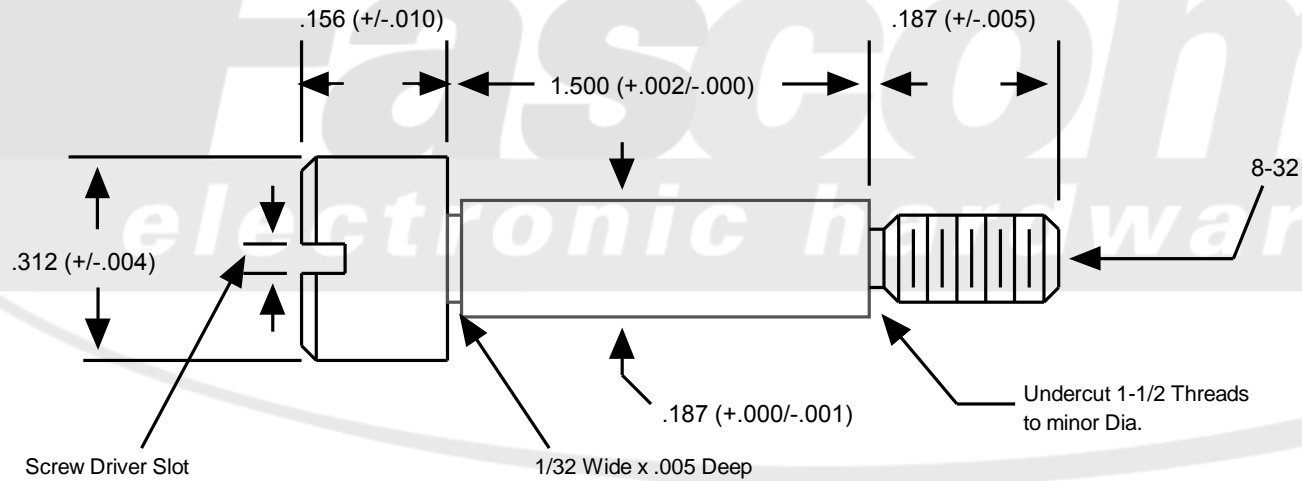 .156 (+/-.010)
.187 (+/-.005)
1.500 (+.002/-.000)
8-32
electronic hardwar
.312 (+/-.004)
Undercut 1-1/2 Threads
to minor Dia.
.187 (+.000/-.001)
Screw Driver Slot
1/32 Wide x .005 Deep